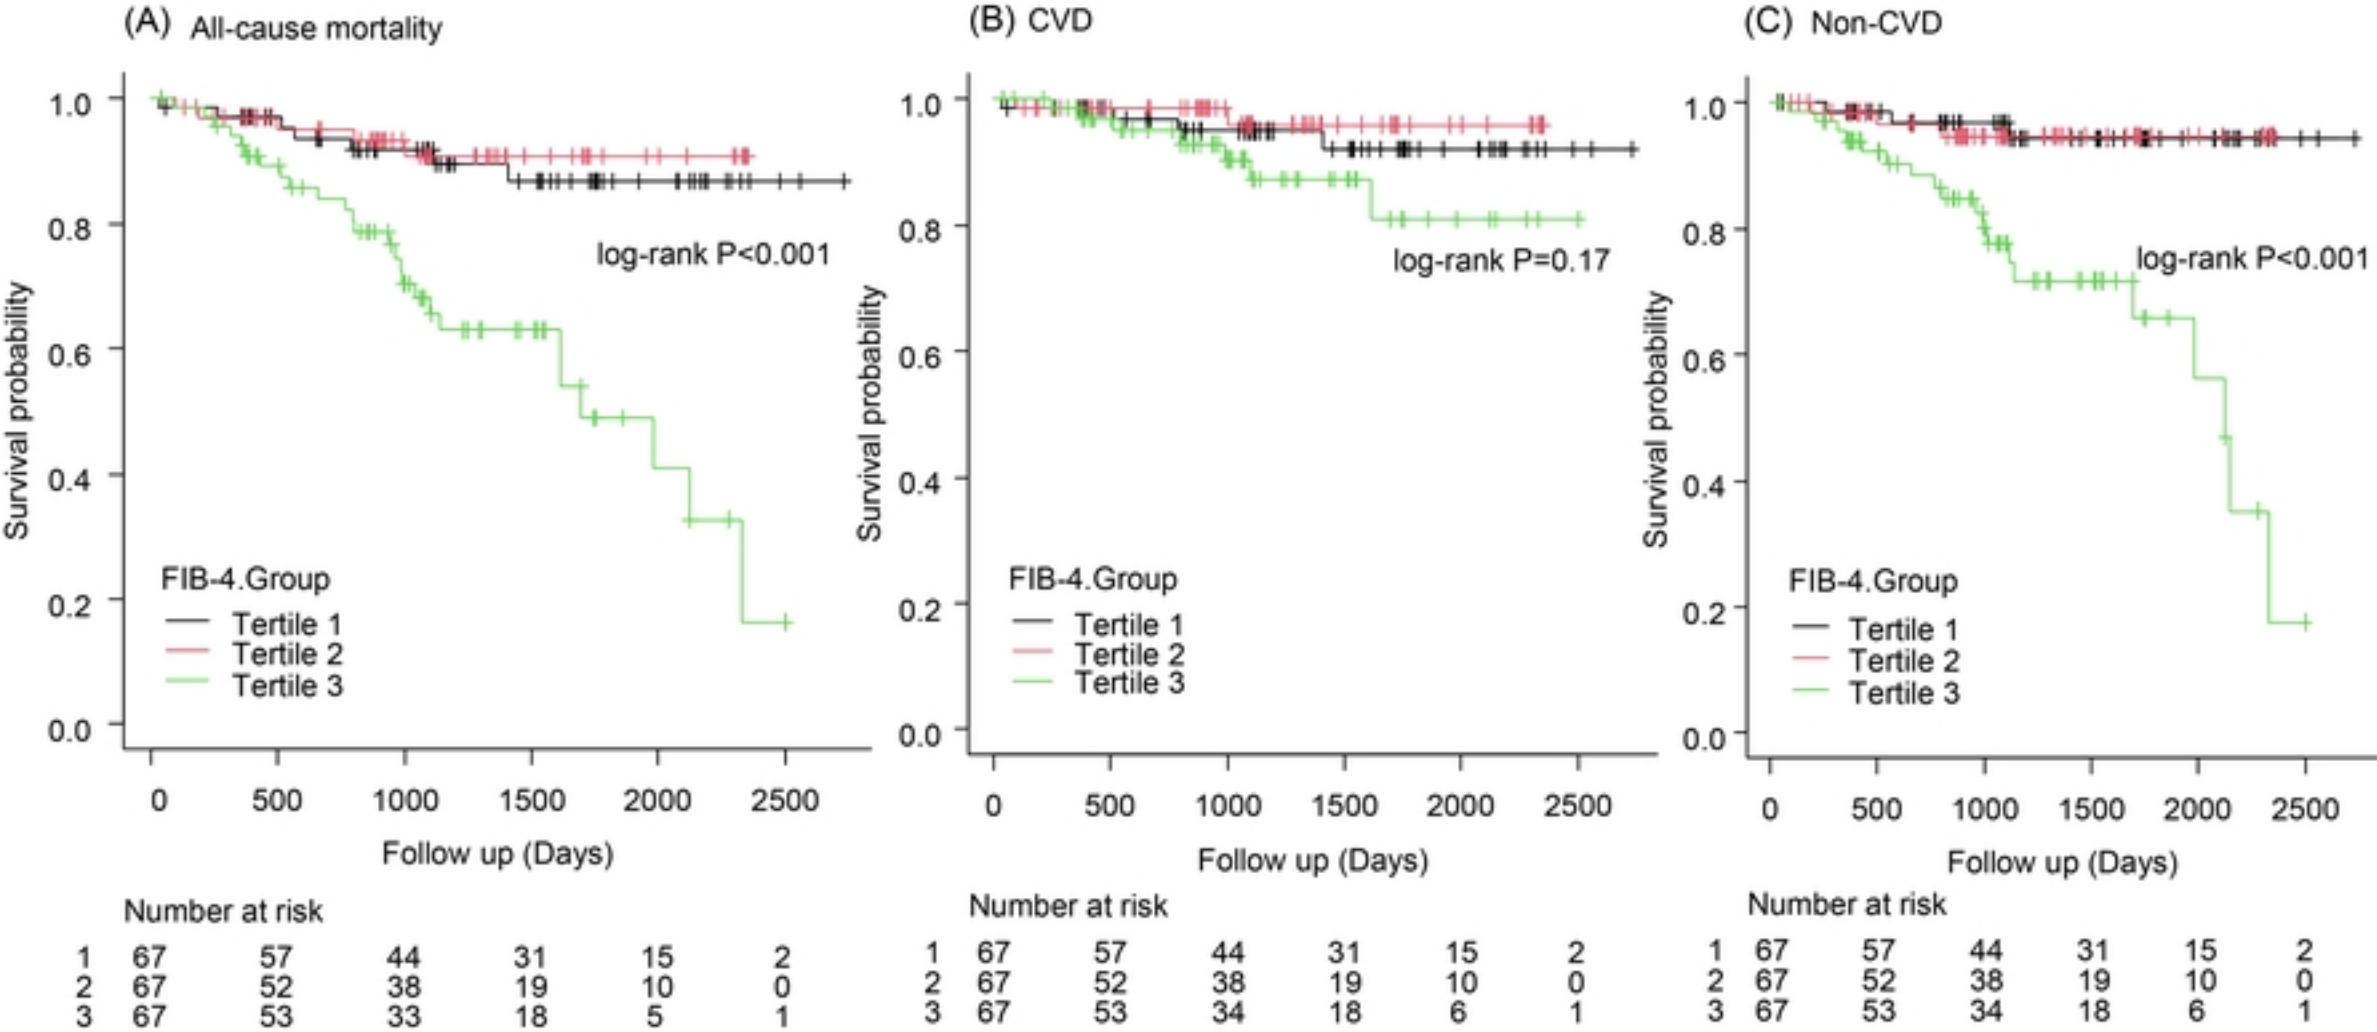 (A) All-cause mortality
1.0
0.8
0.6
0.4
0.2
0.0
Survival probability
log-rank P<0.001
FIB-4.Group
Tertile 1
Tertile 2
Tertile 3
0 500 1000 1500 2000 2500
Follow up (Days)
Number at risk
1 67 57 44 31 15 2
2 67 52 38 19 10 0
3 67 53 33 18 5 1
(B) CVD
1.0
0.8
0.6
0.4
0.2
0.0
Survival probability
log-rank P=0.17
FIB-4.Group
Tertile 1
Tertile 2
Tertile 3
0 500 1000 1500 2000 2500
Follow up (Days)
Number at risk
1 67 57 44 31 15 2
2 67 52 38 19 10 0
3 67 53 34 18 6 1
(C) Non-CVD
1.0
0.8
0.6
0.4
0.2
0.0
Survival probability
log-rank P<0.001
FIB-4.Group
Tertile 1
Tertile 2
Tertile 3
0 500 1000 1500 2000 2500
Follow up (Days)
Number at risk
1 67 57 44 31 15 2
2 67 52 38 19 10 0
3 67 53 34 18 6 1